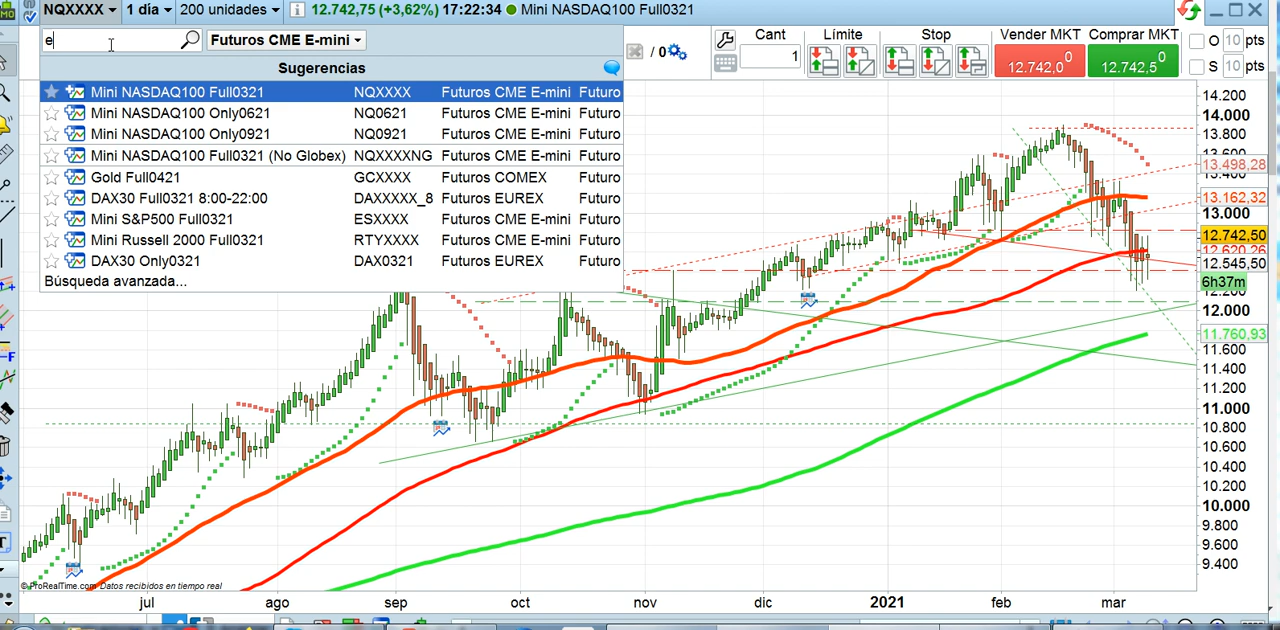 NQXXXX 1 día 200 unidades 12.742,75 (+3,62%) 17:22:34 Mini NASDAQ100 Full0321
e Futuros CME E-mini
Sugerencias
Mini NASDAQ100 Full0321 NQXXXX Futuros CME E-mini Futuro
Mini NASDAQ100 Only0621 NQ0621 Futuros CME E-mini Futuro
Mini NASDAQ100 Only0921 NQ0921 Futuros CME E-mini Futuro
Mini NASDAQ100 Full0321 (No Globex) NQXXXXNG Futuros CME E-mini Futuro
Gold Full0421 GCXXXX Futuros COMEX Futuro
DAX30 Full0321 8:00-22:00 DAXXXXX_8 Futuros EUREX Futuro
Mini S&P500 Full0321 ESXXXX Futuros CME E-mini Futuro
Mini Russell 2000 Full0321 RTYXXXX Futuros CME E-mini Futuro
DAX30 Only0321 DAX0321 Futuros EUREX Futuro
Búsqueda avanzada...
/ 0
Cant Límite Stop Vender MKT Comprar MKT
1
12.742,0 0
12.742,5 0
O 10 pts
S 10 pts
14.200
14.000
13.800
13.498,28
13.400
13.162,32
13.000
12.742,50
12.545,50
6h37m
12.200
12.000
11.760,93
11.600
11.400
11.200
11.000
10.800
10.600
10.400
10.200
10.000
9.800
9.600
9.400
© ProRealTime.com Datos recibidos en tiempo real
jul ago sep oct nov dic 2021 feb mar